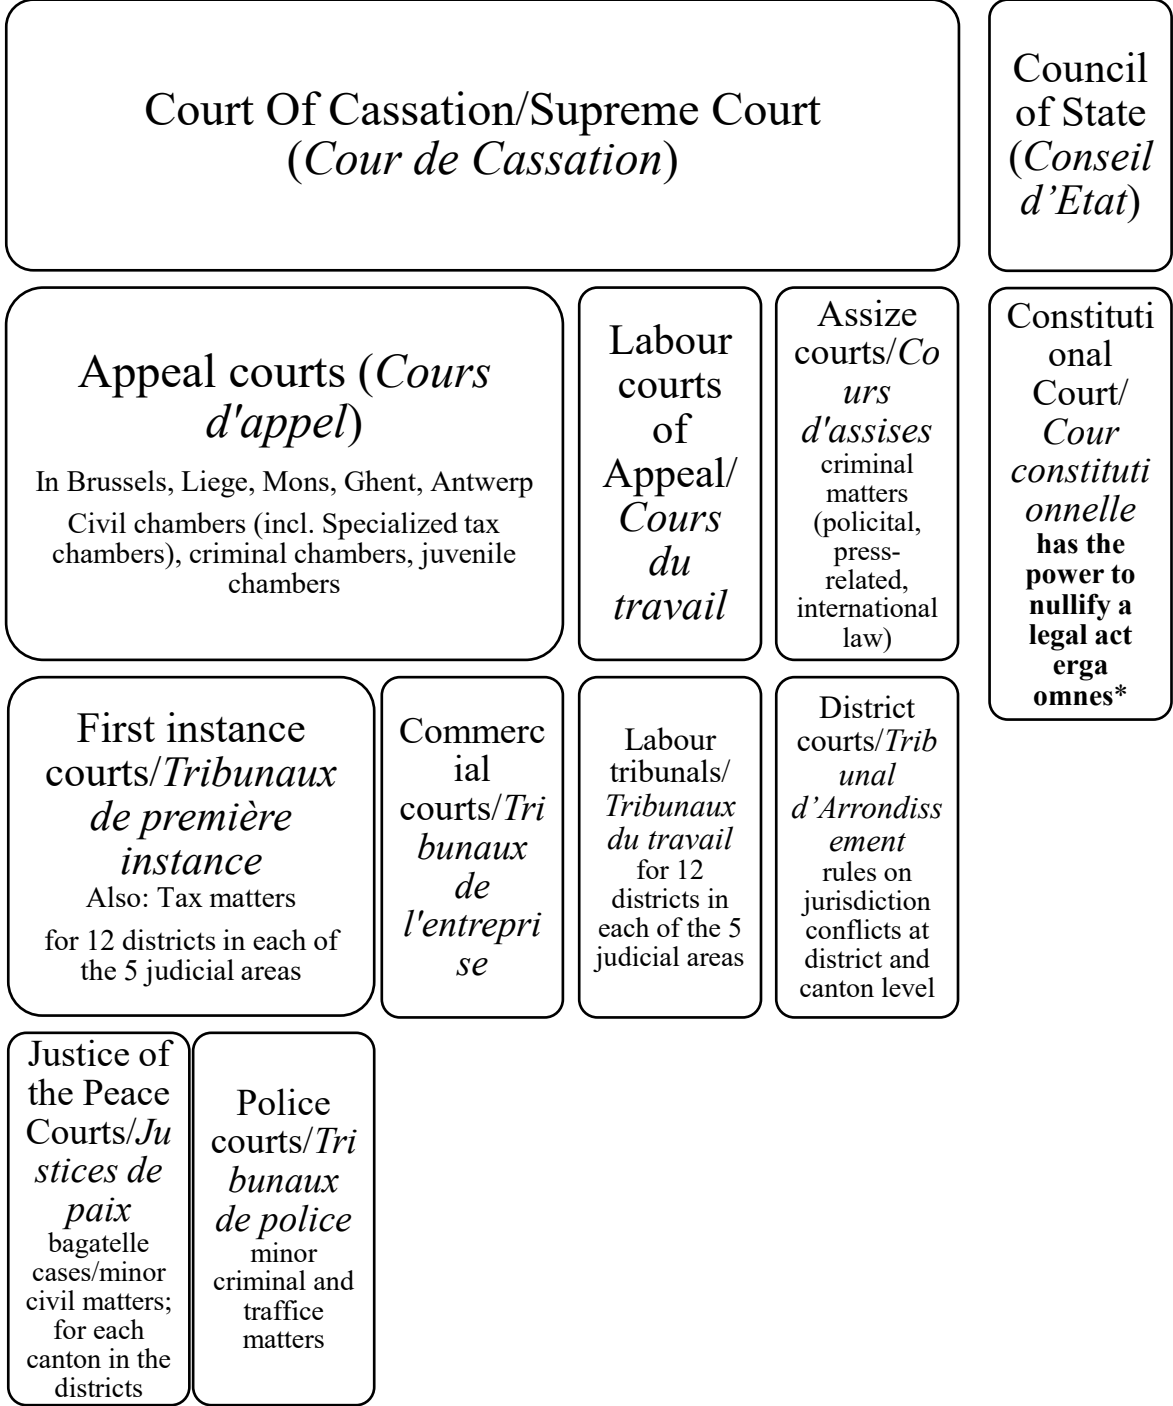 Court Of Cassation/Supreme Court
(Cour de Cassation)
Council
of State
(Conseil
d’Etat)
Appeal courts (Cours
d'appel)
In Brussels, Liege, Mons, Ghent, Antwerp
Civil chambers (incl. Specialized tax
chambers), criminal chambers, juvenile
chambers
Labour
courts
of
Appeal/
Cours
du
travail
Assize
courts/Co
urs
d'assises
criminal
matters
(policital,
press-
related,
international
law)
Constituti
onal
Court/
Cour
constituti
onnelle
has the
power to
nullify a
legal act
erga
omnes*
First instance
courts/Tribunaux
de première
instance
Also: Tax matters
for 12 districts in each of
the 5 judicial areas
Commerc
ial
courts/Tri
bunaux
de
l'entrepri
se
Labour
tribunals/
Tribunaux
du travail
for 12
districts in
each of the 5
judicial areas
District
courts/Trib
unal
d’Arrondiss
ement
rules on
jurisdiction
conflicts at
district and
canton level
Justice of
the Peace
Courts/Ju
stices de
paix
bagatelle
cases/minor
civil matters;
for each
canton in the
districts
Police
courts/Tri
bunaux
de police
minor
criminal and
traffice
matters